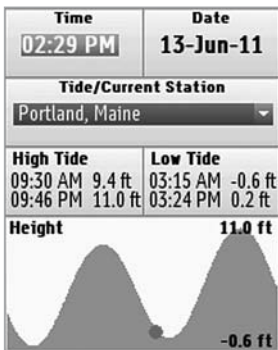 Time
Date
02:29 PM
13-Jun-11
Tide/Current Station
Portland, Maine
High Tide
Low Tide
09:30 AM 9.4 ft
03:15 AM -0.6 ft
09:46 PM 11.0 ft
03:24 PM 0.2 ft
Height
11.0 ft
-0.6 ft